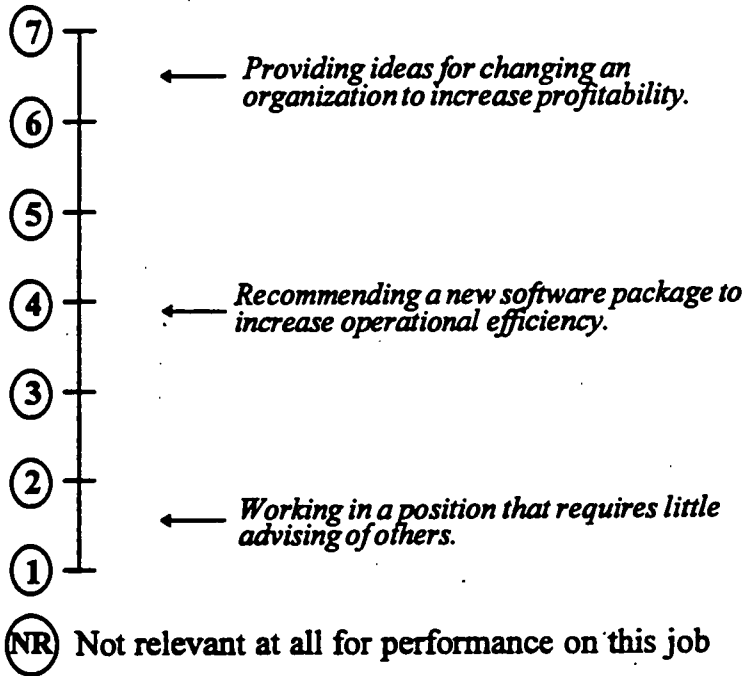 7
Providing ideas for changing an
organization to increase profitability.
6
5
4
Recommending a new software package to
increase operational efficiency.
3
2
Working in a position that requires little
advising of others.
1
NR Not relevant at all for performance on this job